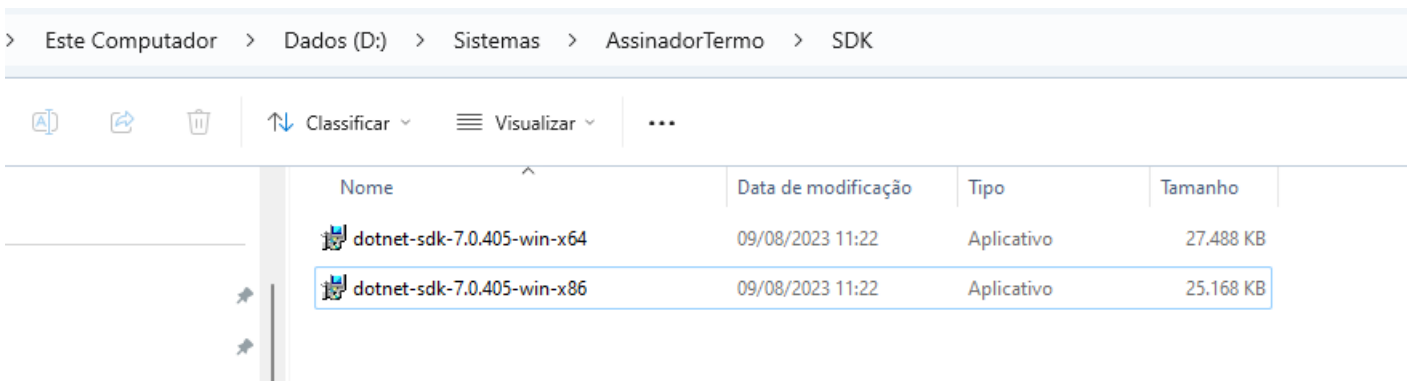 > Este Computador > Dados (D:) > Sistemas > AssinadorTermo > SDK
A Classificar Visualizar ...
Nome Data de modificação Tipo Tamanho
dotnet-sdk-7.0.405-win-x64 09/08/2023 11:22 Aplicativo 27.488 KB
dotnet-sdk-7.0.405-win-x86 09/08/2023 11:22 Aplicativo 25.168 KB